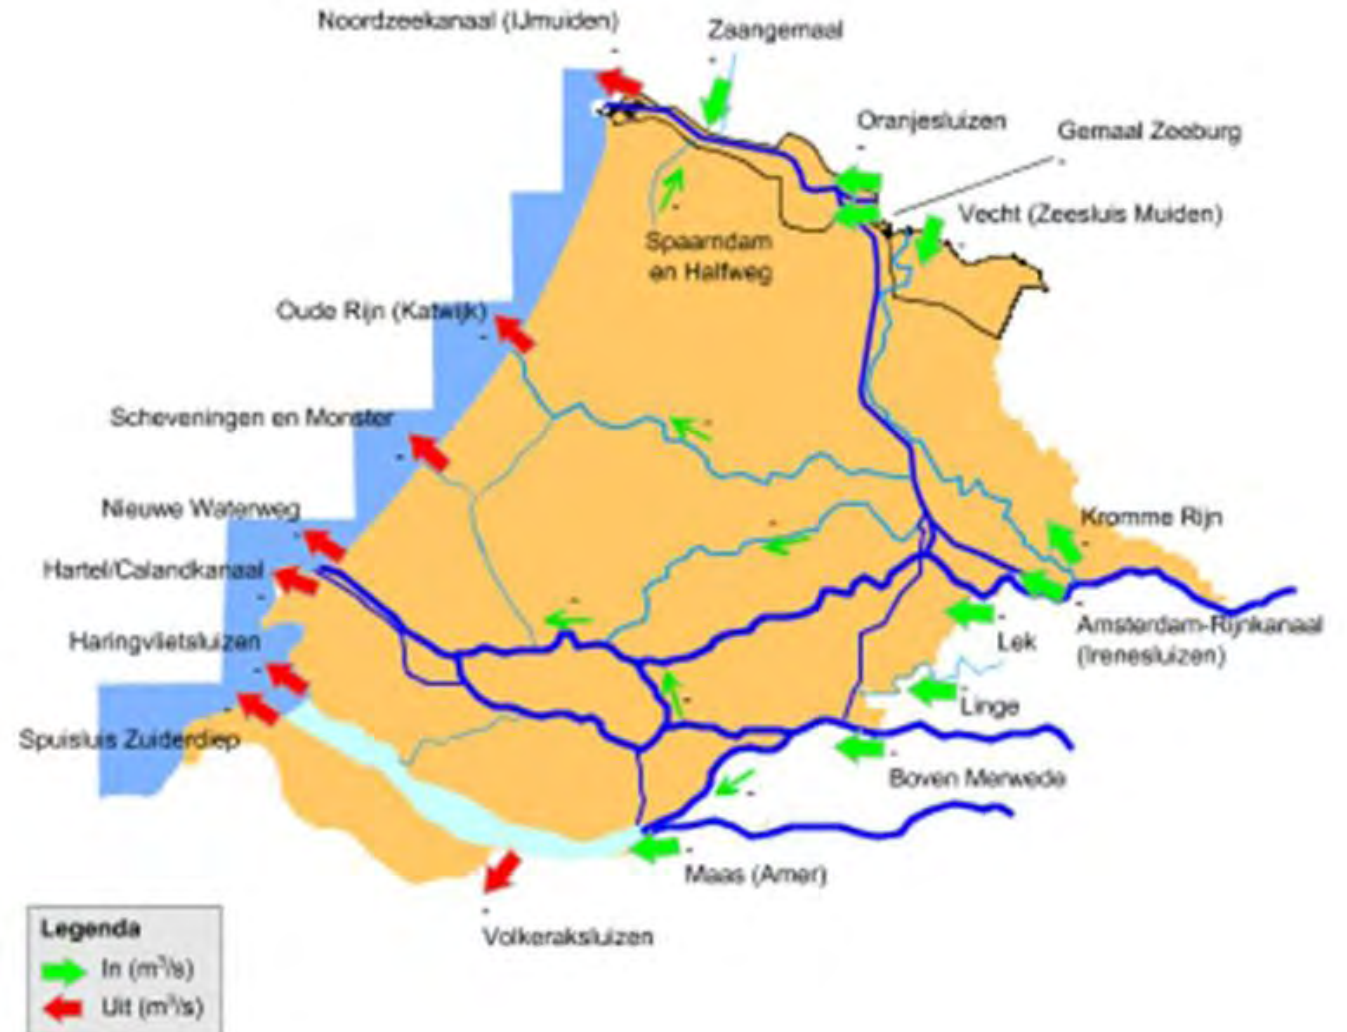 Noordzeekanaal (IJmuiden)
Zaangemaal
Oranjesluizen
Gemaal Zeeburg
Vecht (Zeesluis Muiden)
Spaarndam
en Halfweg
Oude Rijn (Katwijk)
Scheveningen en Monster
Nieuwe Waterweg
Kromme Rijn
Hartel/Calandkanaal
Haringvlietsluizen
Lek
Amsterdam-Rijnkanaal
(Irenesluizen)
Linge
Spuisluis Zuiderdiep
Boven Merwede
Maas (Amer)
Volkeraksluizen
Legenda
In (m³/s)
Uit (m³/s)